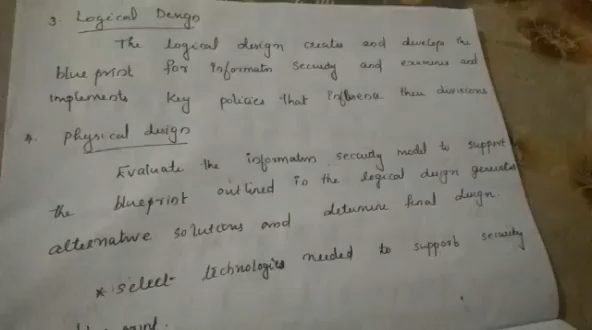 3. Logical Design
The logical design creates and develops the
blue print for information security and examines and
implements key policies that influence their decisions
4. Physical design
Evaluate the information security model to support
the blueprint outlined in the logical design generates
alternative solutions and determine final design.
* select technologies needed to support security
print.